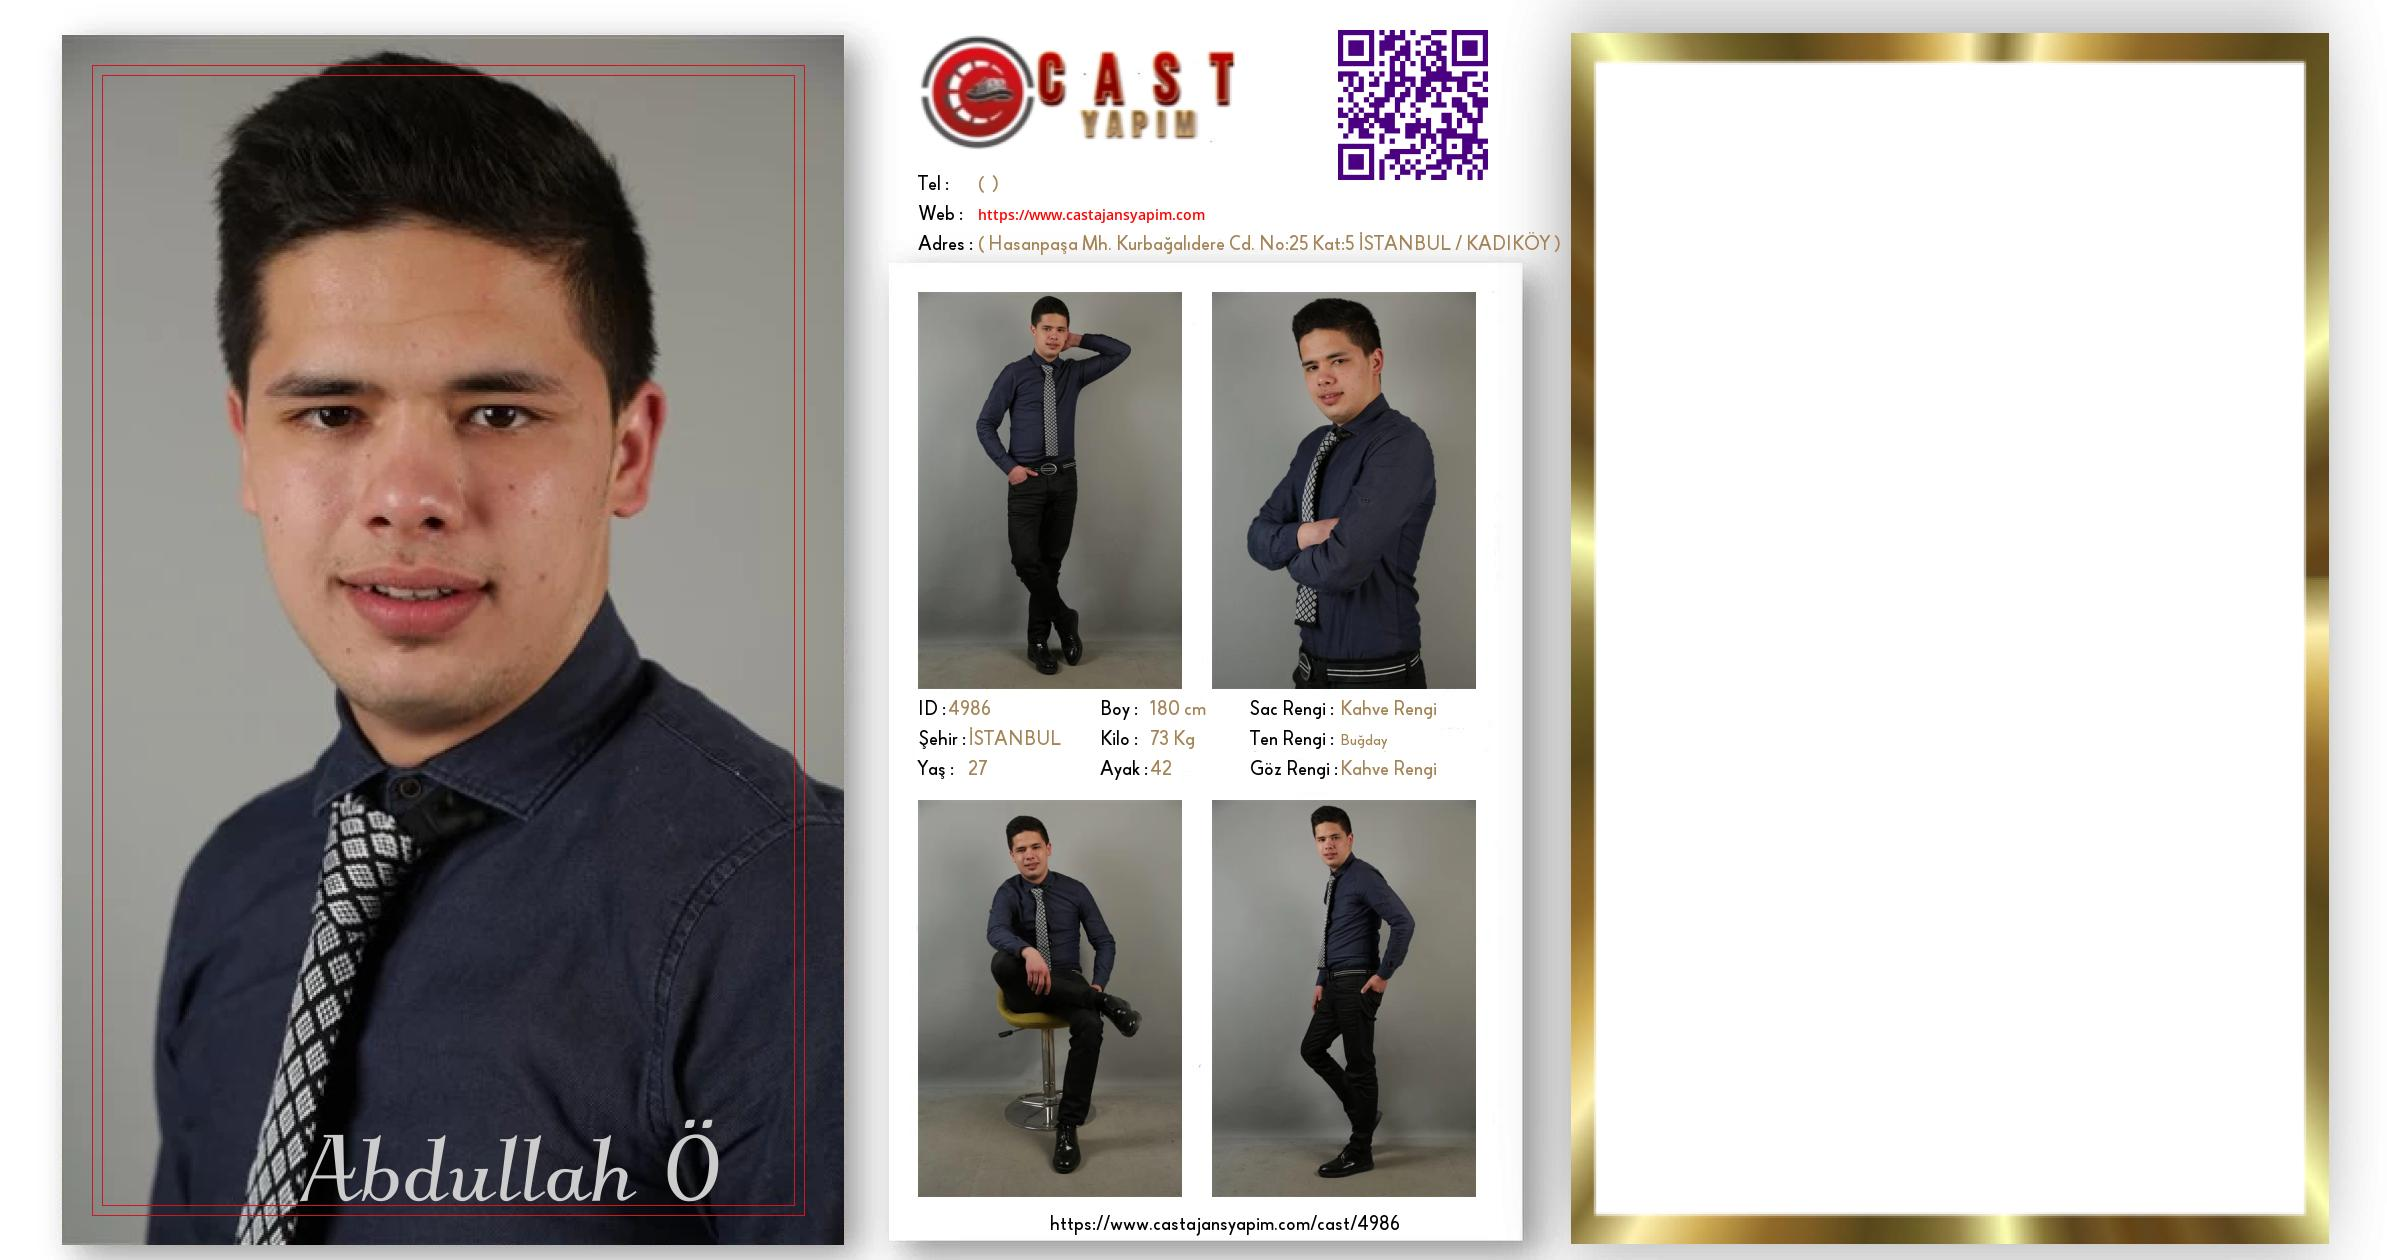 Abdullah Ö
CAST
YAPIM
Tel : ( )
Web : https://www.castajansyapim.com
Adres : ( Hasanpaşa Mh. Kurbağalıdere Cd. No:25 Kat:5 İSTANBUL / KADIKÖY )
ID : 4986 Boy : 180 cm Sac Rengi : Kahve Rengi
Şehir : İSTANBUL Kilo : 73 Kg Ten Rengi : Buğday
Yaş : 27 Ayak : 42 Göz Rengi : Kahve Rengi
https://www.castajansyapim.com/cast/4986